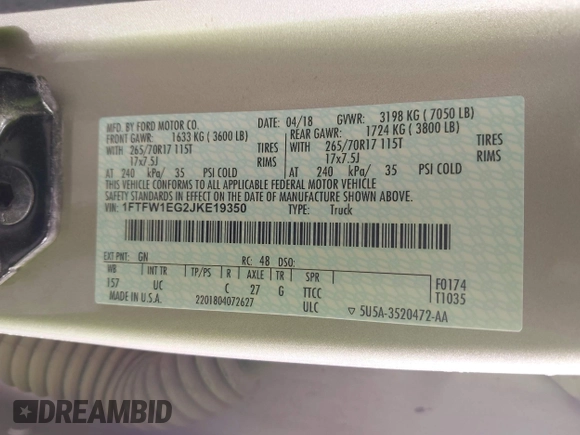 MFD. BY FORD MOTOR CO.
DATE: 04/18 GVWR: 3198 KG ( 7050 LB)
FRONT GAWR: 1633 KG ( 3600 LB) REAR GAWR: 1724 KG ( 3800 LB)
WITH 265/70R17 115T TIRES WITH 265/70R17 115T TIRES
17x7.5J RIMS 17x7.5J RIMS
AT 240 kPa/ 35 PSI COLD AT 240 kPa/ 35 PSI COLD
THIS VEHICLE CONFORMS TO ALL APPLICABLE FEDERAL MOTOR VEHICLE
SAFETY STANDARDS IN EFFECT ON THE DATE OF MANUFACTURE SHOWN ABOVE.
VIN: 1FTFW1EG2JKE19350 TYPE: Truck
EXT PNT: GN RC: 48 DSO:
WB INT TR TP/PS R AXLE TR SPR
157 UC C 27 G TTCC
F0174
T1035
MADE IN U.S.A. 2201804072627 ULC ▽ 5U5A-3520472-AA
DREAMBID